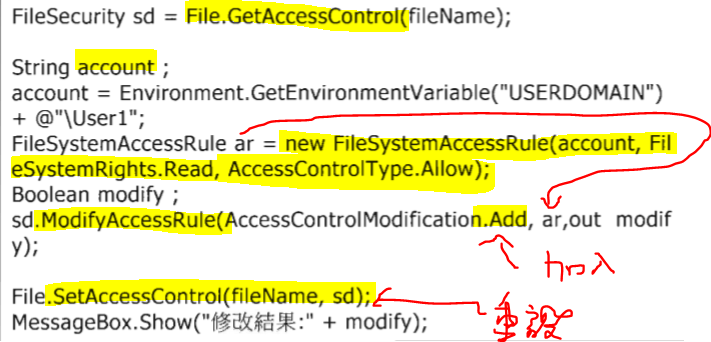 FileSecurity sd = File.GetAccessControl(fileName);
String account ;
account = Environment.GetEnvironmentVariable("USERDOMAIN")
+ @"\User1";
FileSystemAccessRule ar = new FileSystemAccessRule(account, Fil
eSystemRights.Read, AccessControlType.Allow);
Boolean modify ;
sd.ModifyAccessRule(AccessControlModification.Add, ar,out modif
y);
加入
File.SetAccessControl(fileName, sd);
重設
MessageBox.Show("修改結果:" + modify);